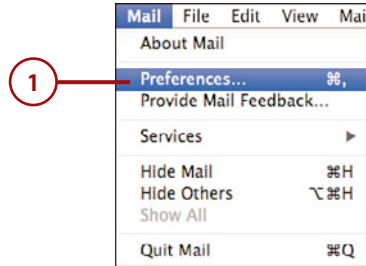 Mail File Edit View Mai
About Mail
1
Preferences... ⌘,
Provide Mail Feedback...
Services ▶
Hide Mail ⌘H
Hide Others ⌥⌘H
Show All
Quit Mail ⌘Q